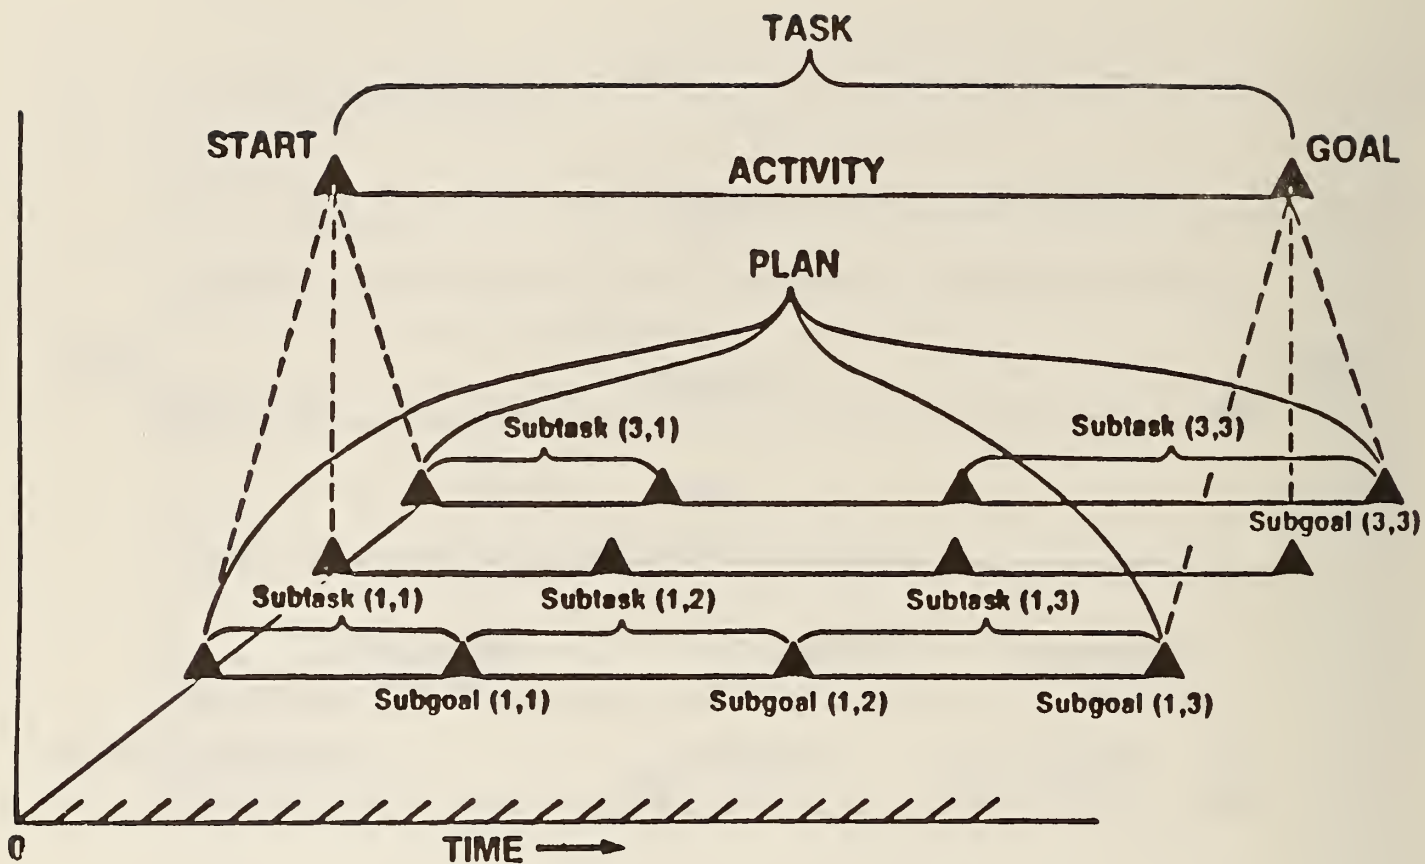 TASK
START
GOAL
ACTIVITY
PLAN
Subtask (3,1)
Subtask (3,3)
Subgoal (3,3)
Subtask (1,1)
Subtask (1,2)
Subtask (1,3)
Subgoal (1,1)
Subgoal (1,2)
Subgoal (1,3)
0
TIME